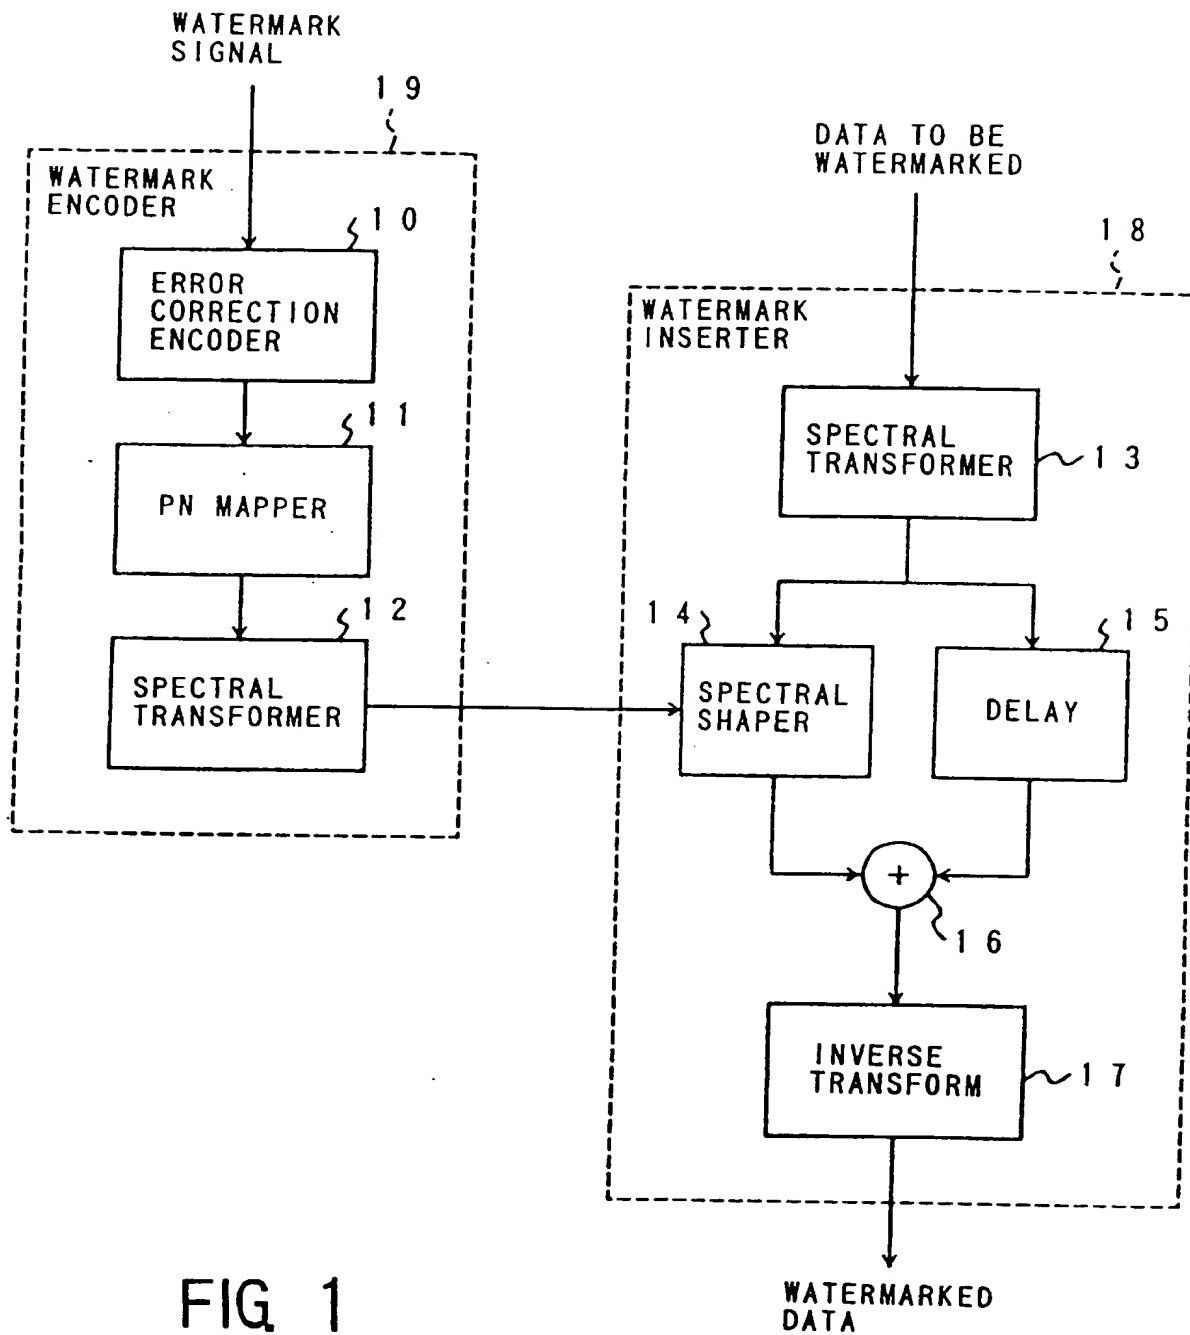 WATERMARK
SIGNAL
19
WATERMARK
ENCODER
10
ERROR
CORRECTION
ENCODER
11
PN MAPPER
12
SPECTRAL
TRANSFORMER
DATA TO BE
WATERMARKED
18
WATERMARK
INSERTER
SPECTRAL
TRANSFORMER
13
14
SPECTRAL
SHAPER
15
DELAY
+
16
INVERSE
TRANSFORM
17
WATERMARKED
DATA
FIG. 1